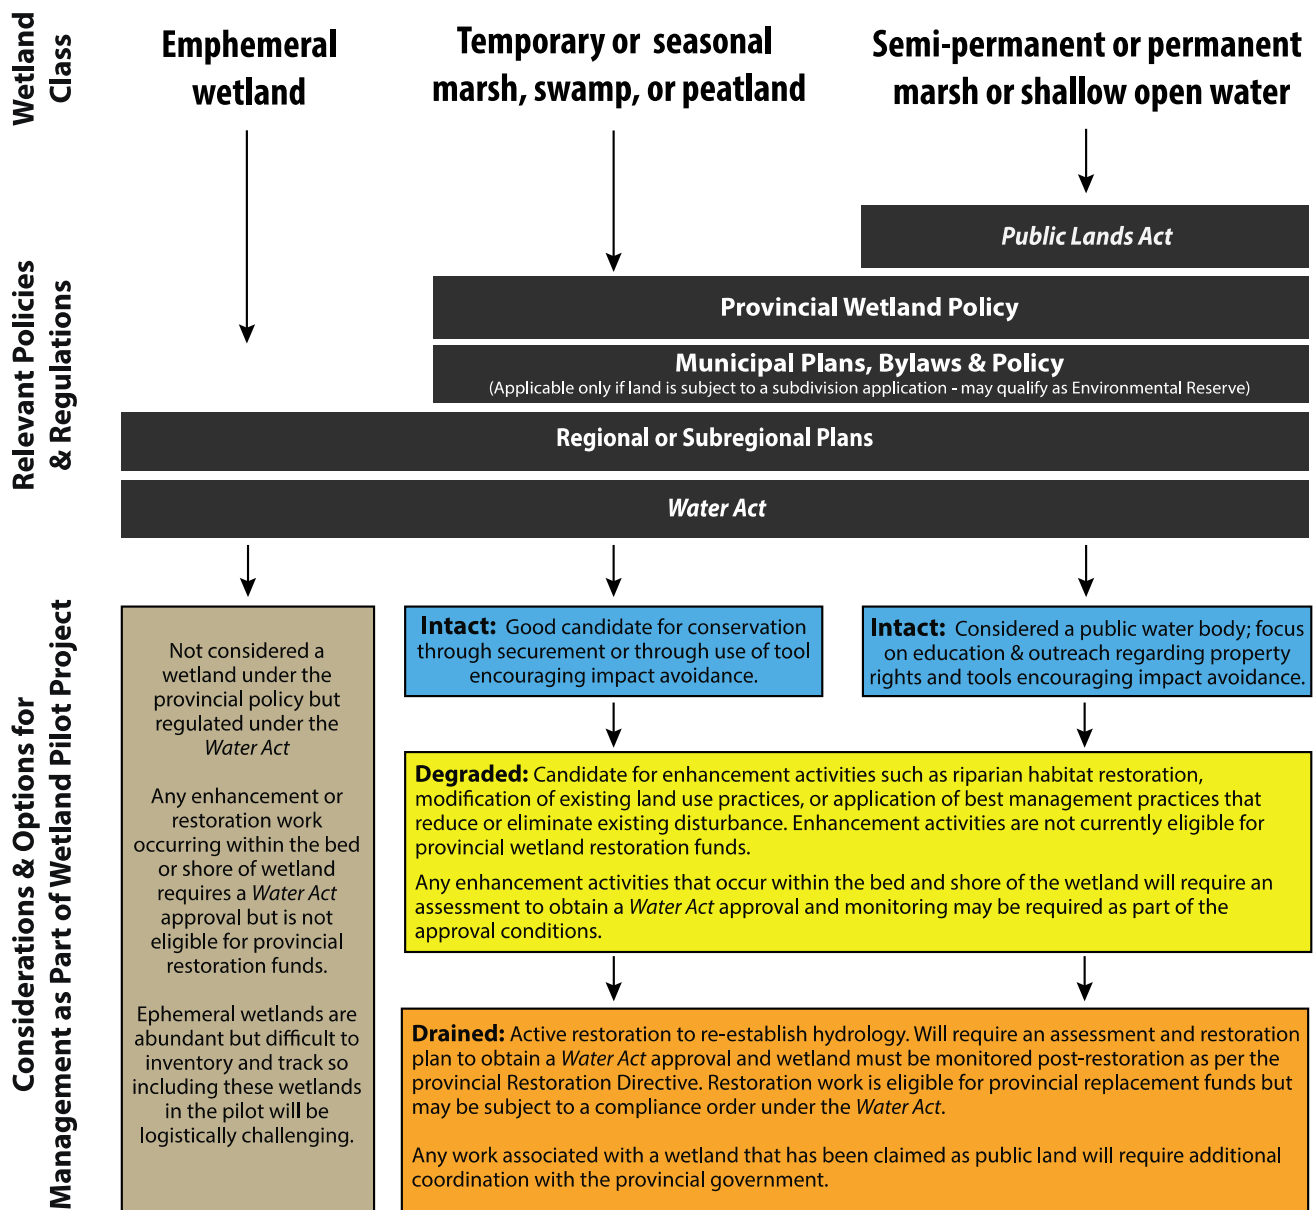 Wetland
Class
Emphemeral
wetland
Temporary or seasonal
marsh, swamp, or peatland
Semi-permanent or permanent
marsh or shallow open water
Relevant Policies
& Regulations
Public Lands Act
Provincial Wetland Policy
Municipal Plans, Bylaws & Policy
(Applicable only if land is subject to a subdivision application - may qualify as Environmental Reserve)
Regional or Subregional Plans
Water Act
Considerations & Options for
Management as Part of Wetland Pilot Project
Not considered a
wetland under the
provincial policy but
regulated under the
Water Act
Any enhancement or
restoration work
occurring within the bed
or shore of wetland
requires a Water Act
approval but is not
eligible for provincial
restoration funds.
Ephemeral wetlands are
abundant but difficult to
inventory and track so
including these wetlands
in the pilot will be
logistically challenging.
Intact: Good candidate for conservation
through securement or through use of tool
encouraging impact avoidance.
Intact: Considered a public water body; focus
on education & outreach regarding property
rights and tools encouraging impact avoidance.
Degraded: Candidate for enhancement activities such as riparian habitat restoration,
modification of existing land use practices, or application of best management practices that
reduce or eliminate existing disturbance. Enhancement activities are not currently eligible for
provincial wetland restoration funds.
Any enhancement activities that occur within the bed and shore of the wetland will require an
assessment to obtain a Water Act approval and monitoring may be required as part of the
approval conditions.
Drained: Active restoration to re-establish hydrology. Will require an assessment and restoration
plan to obtain a Water Act approval and wetland must be monitored post-restoration as per the
provincial Restoration Directive. Restoration work is eligible for provincial replacement funds but
may be subject to a compliance order under the Water Act.
Any work associated with a wetland that has been claimed as public land will require additional
coordination with the provincial government.